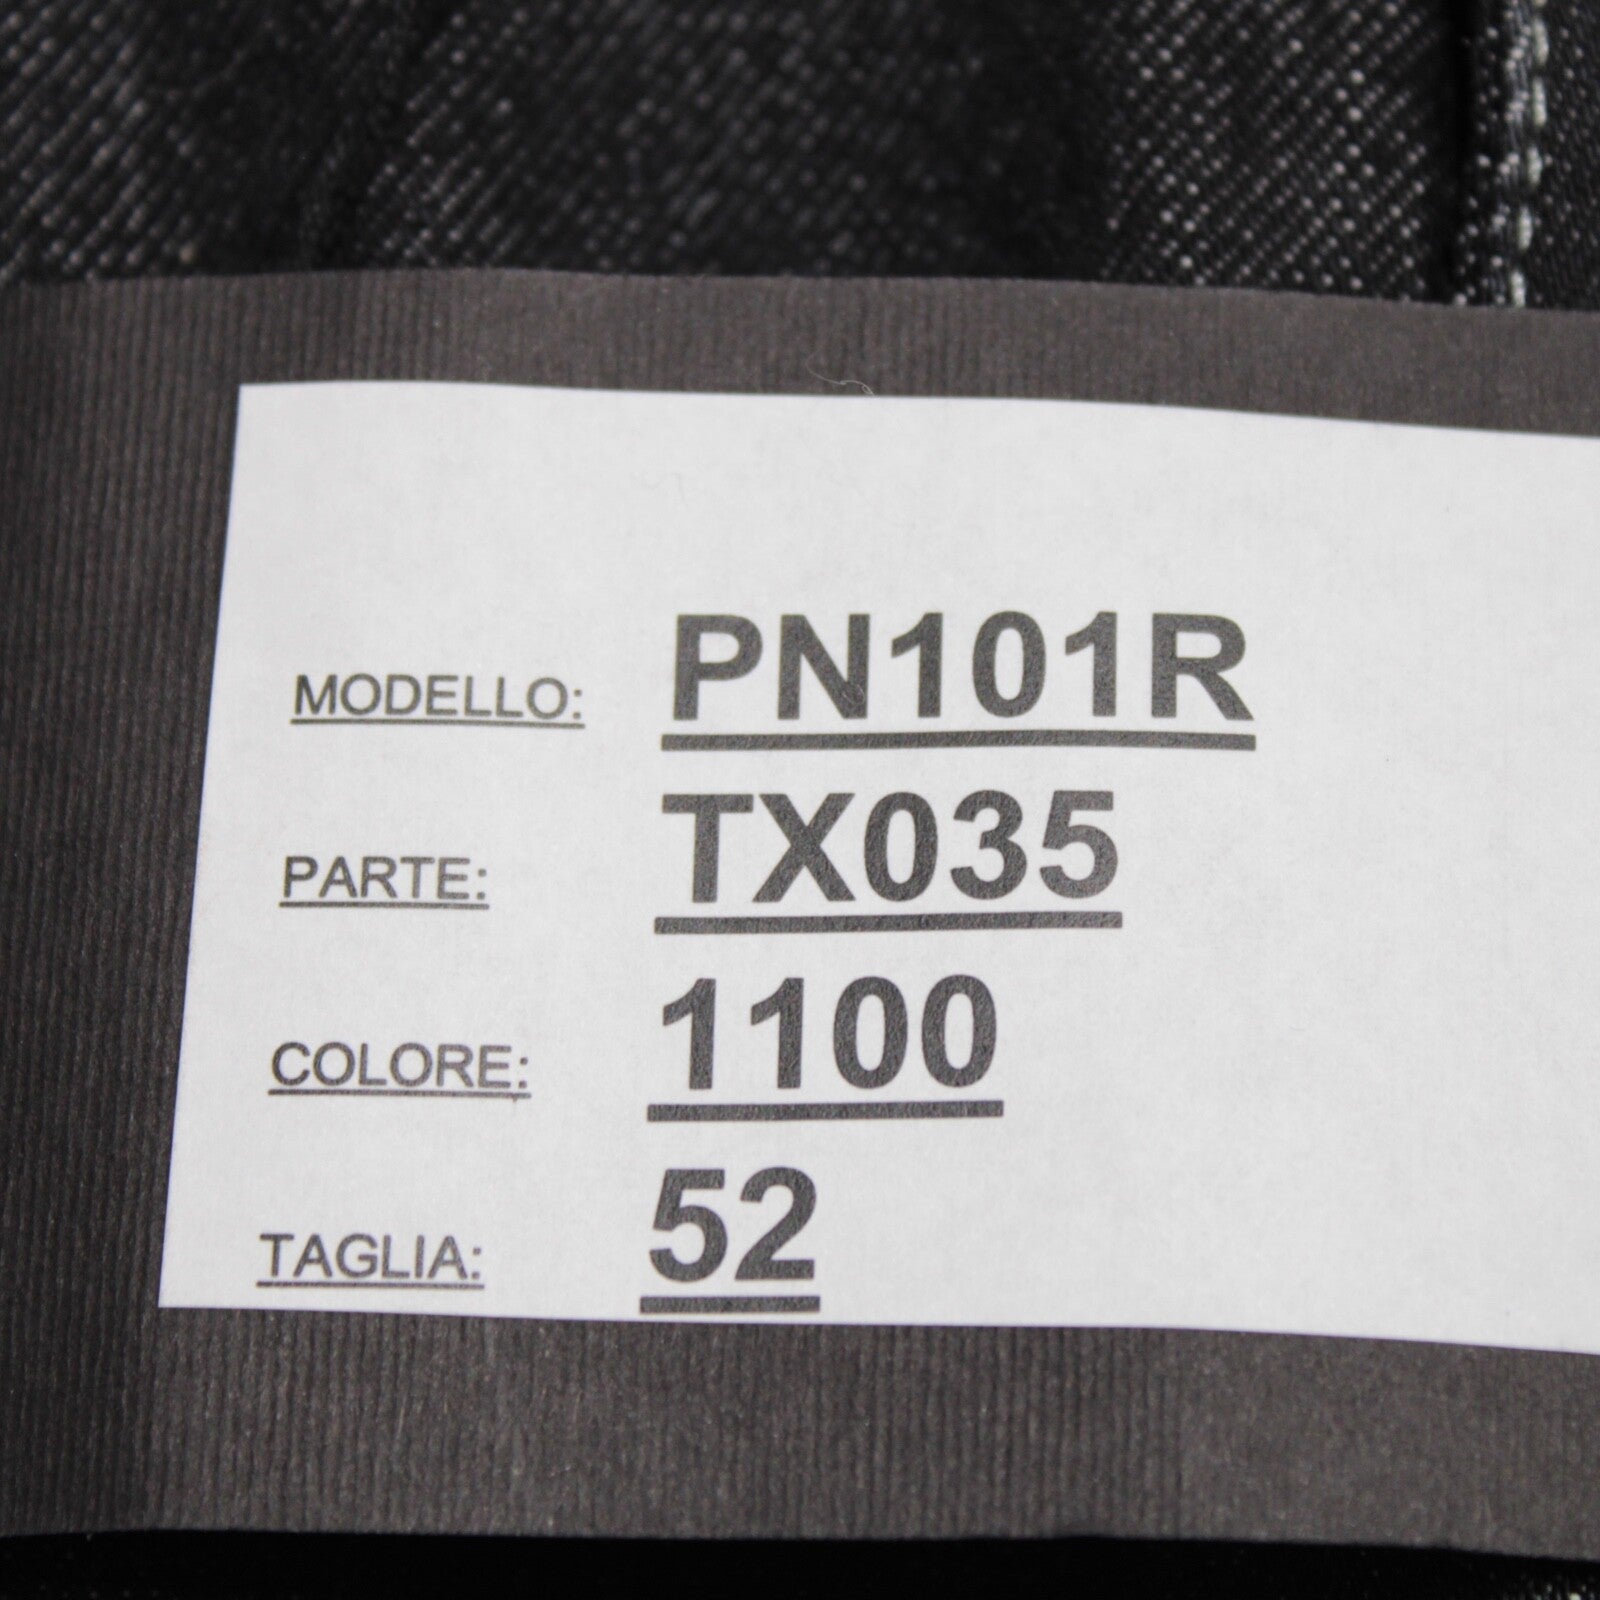 MODELLO: PN101R
PARTE: TX035
COLORE: 1100
TAGLIA: 52